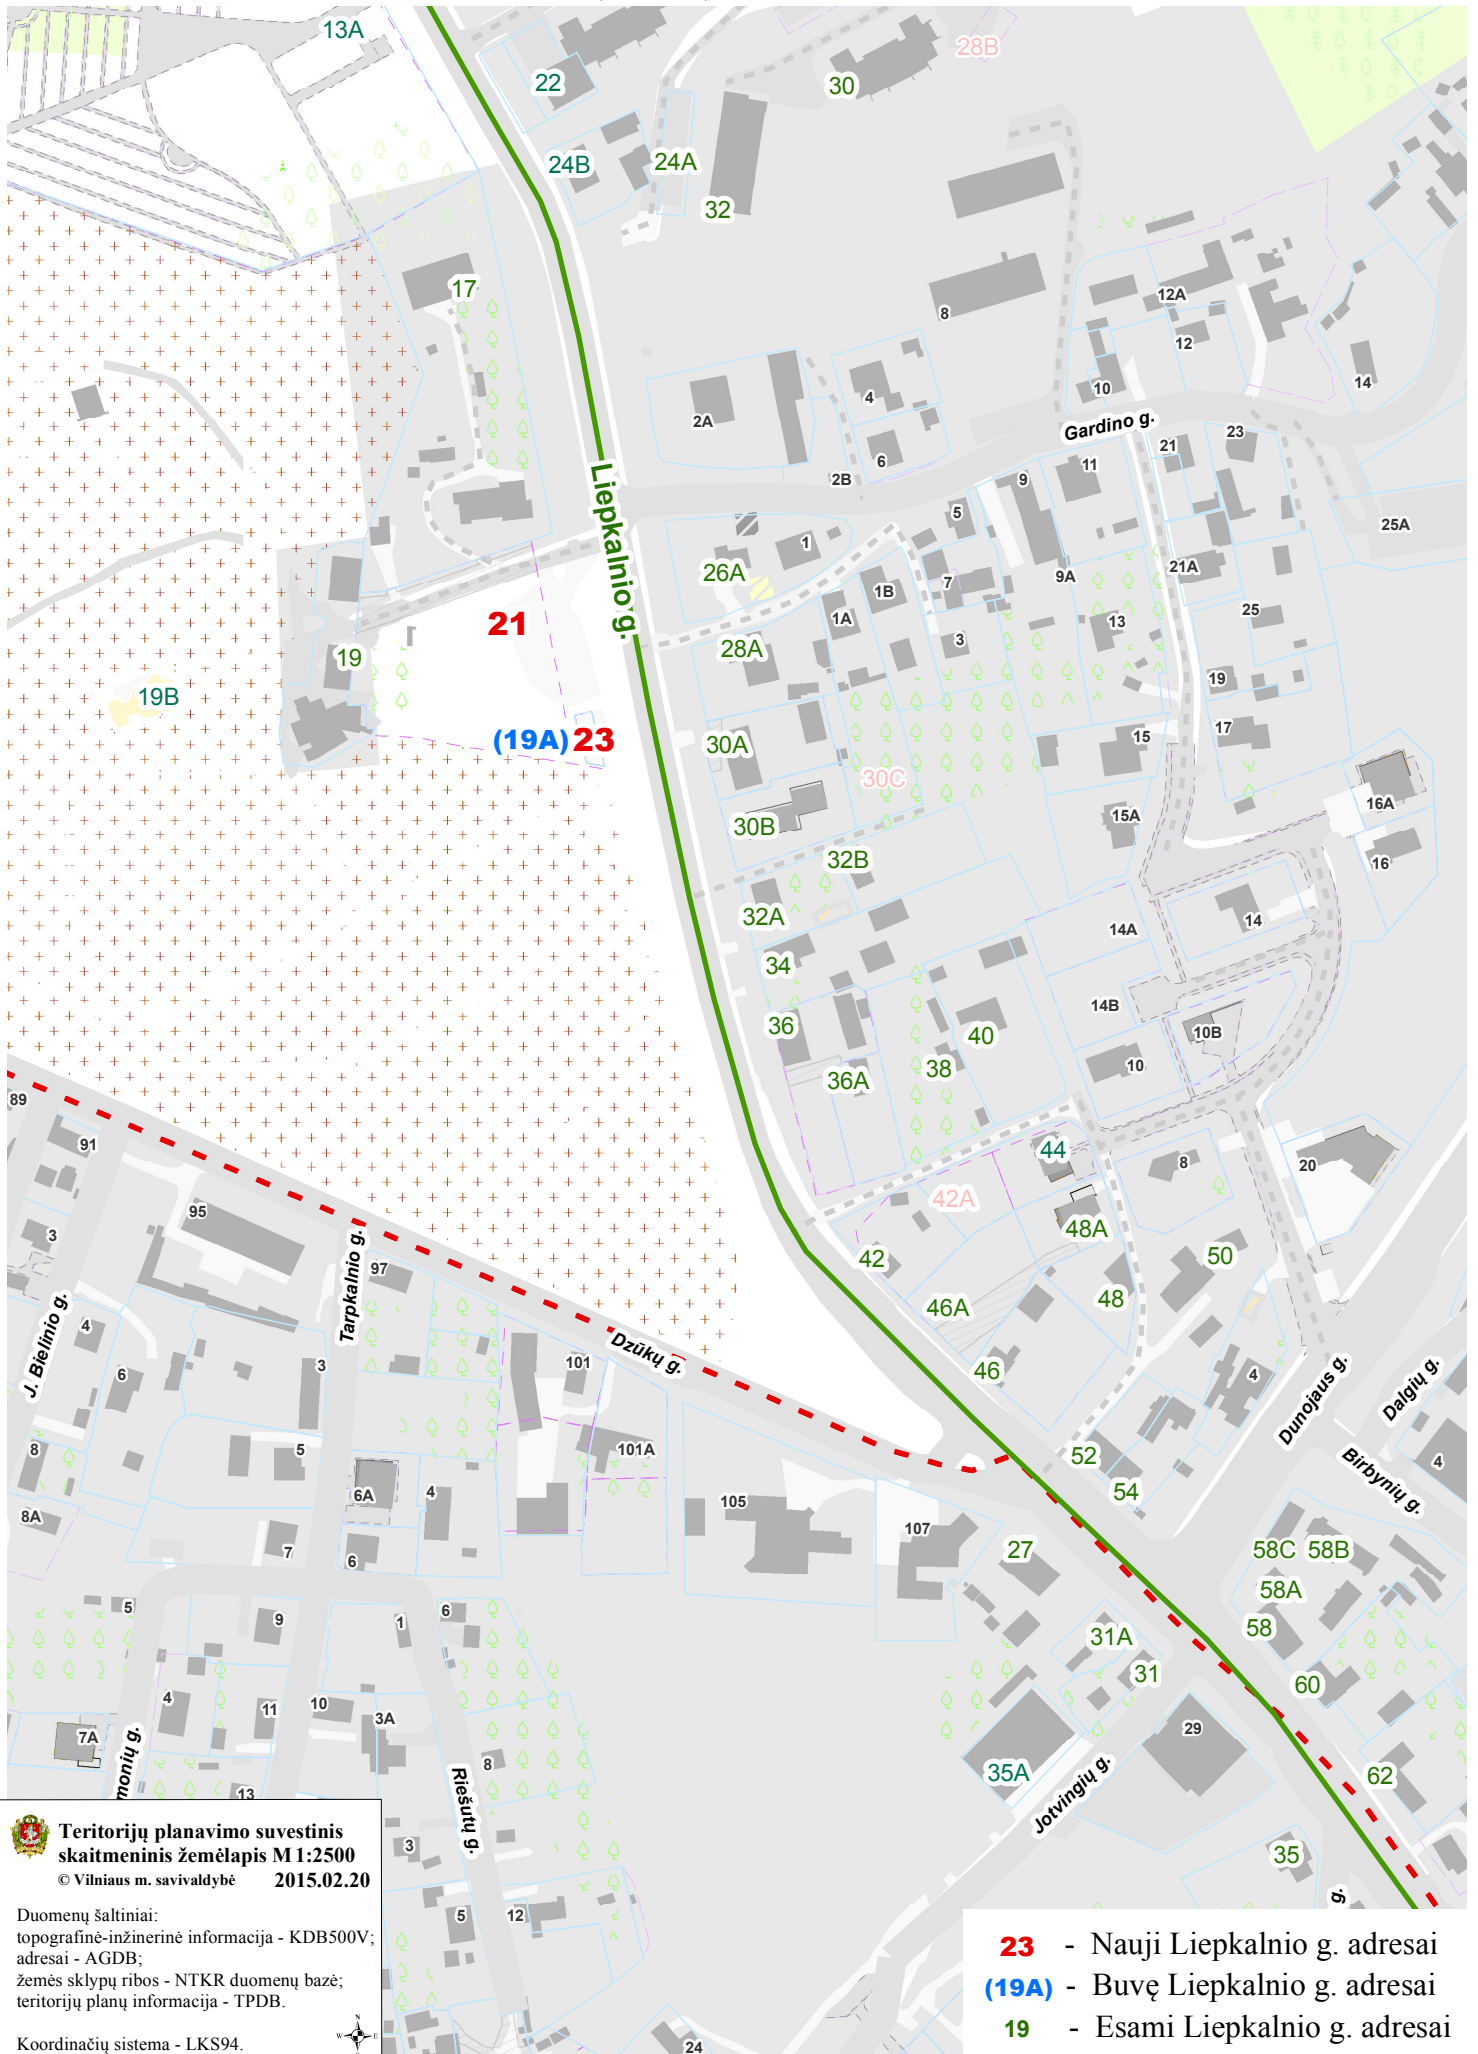 13A
28B
22
30
24B
24A
32
17
12A
8
12
14
10
4
2A
Gardino g.
21
23
6
11
2B
9
5
25A
Liepkalnio g.
1
26A
21A
9A
7
1B
25
21
1A
13
3
28A
19
19
19B
17
15
(19A) 23
30A
30C
16A
15A
30B
16
32B
32A
14
14A
34
14B
36
10B
40
10
38
36A
89
91
44
8
20
42A
95
48A
3
50
42
97
Tarpkalnio g.
48
46A
J. Bielinio g.
4
Dzūkų g.
46
101
3
6
4
Dunojaus g.
Dalgių g.
8
5
101A
52
4
Birbynių g.
6A
4
54
105
8A
107
7
6
27
58C
58B
58A
5
6
9
1
58
31A
31
60
4
10
11
3A
29
7A
monių g.
8
35A
62
13
Riešutų g.
Jotvingių g.
3
35
5
12
g.
24
Teritorijų planavimo suvestinis
skaitmeninis žemėlapis M 1:2500
© Vilniaus m. savivaldybė 2015.02.20
Duomenų šaltiniai:
topografinė-inžinerinė informacija - KDB500V;
adresai - AGDB;
žemės sklypų ribos - NTKR duomenų bazė;
teritorijų planų informacija - TPDB.
Koordinačių sistema - LKS94.
N
W E
23 - Nauji Liepkalnio g. adresai
(19A) - Buvę Liepkalnio g. adresai
19 - Esami Liepkalnio g. adresai